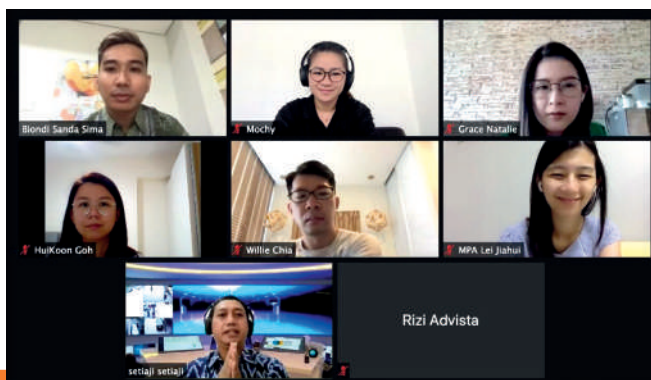 Biondi Sanda Sima
Mochy
Grace Natalie
HuiKoon Goh
Willie Chia
MPA Lei Jiahui
setiaji setiaji
Rizi Advista